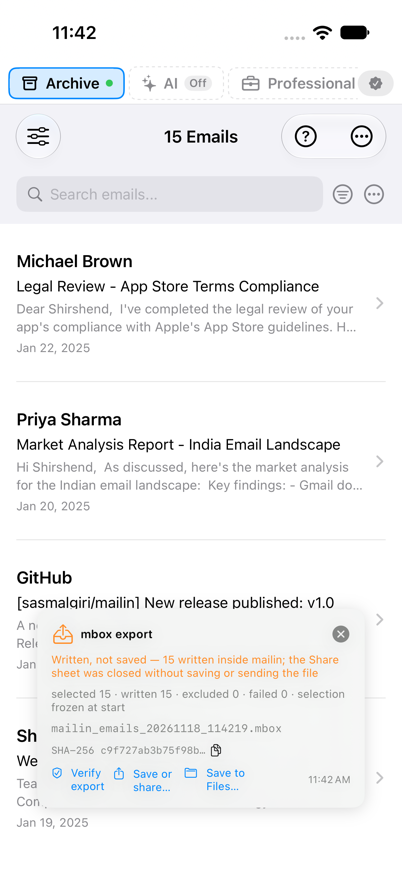 11:42
Archive
AI Off
Professional
15 Emails
Search emails...
Michael Brown
Legal Review - App Store Terms Compliance
Dear Shirshend,  I've completed the legal review of your
app's compliance with Apple's App Store guidelines. H...
Jan 22, 2025
Priya Sharma
Market Analysis Report - India Email Landscape
Hi Shirshend,  As discussed, here's the market analysis
for the Indian email landscape:  Key findings: - Gmail do...
Jan 20, 2025
GitHub
[sasmalgiri/mailin] New release published: v1.0
mbox export
Written, not saved — 15 written inside mailin; the Share
sheet was closed without saving or sending the file
selected 15 · written 15 · excluded 0 · failed 0 · selection
frozen at start
mailin_emails_20261118_114219.mbox
SHA-256 c9f727ab3b75f98b…
Verify
export
Save or
share…
Save to
Files…
11:42 AM
Jan 19, 2025